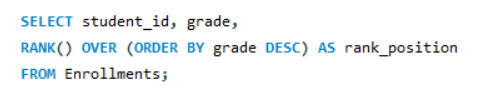 SELECT student_id, grade,
RANK() OVER (ORDER BY grade DESC) AS rank_position
FROM Enrollments;